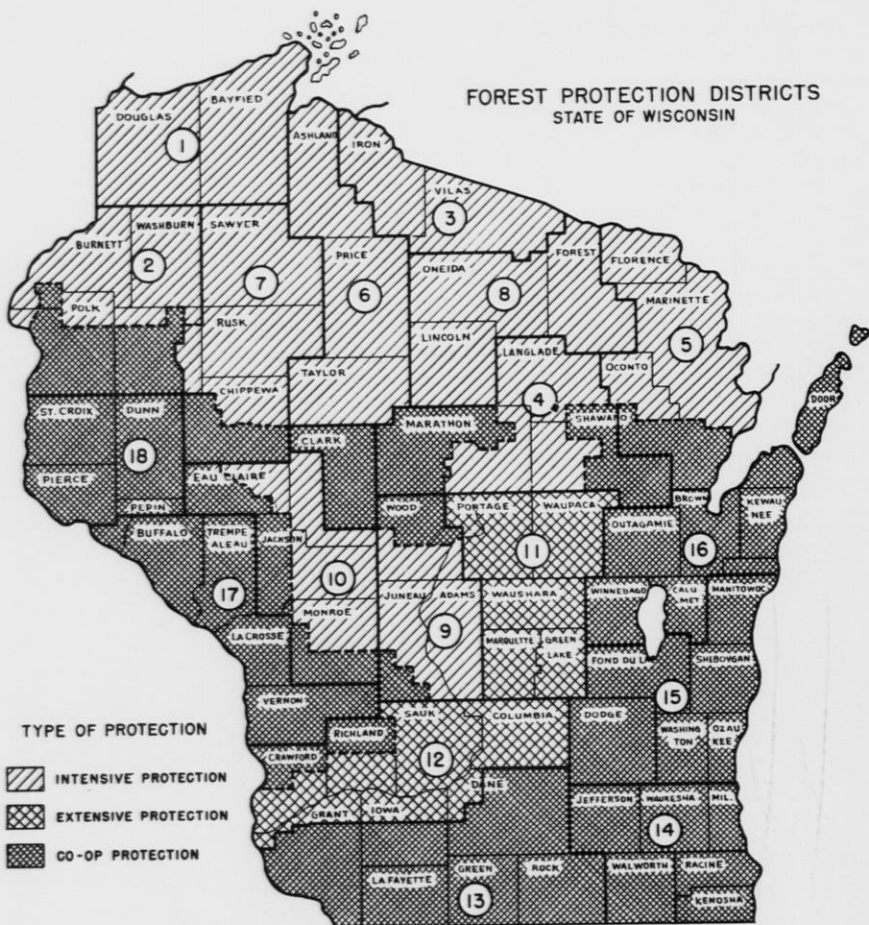 FOREST PROTECTION DISTRICTS
STATE OF WISCONSIN
BAYFIED
DOUGLAS
ASHLAND
IRON
1
VILAS
3
WASHBURN
SAWYER
BURNETT
2
7
PRICE
6
ONEIDA
8
FOREST
FLORENCE
MARINETTE
5
POLK
RUSK
LINCOLN
LANGLADE
OCONTO
TAYLOR
CHIPPEWA
4
DOOR
ST. CROIX
DUNN
CLARK
MARATHON
SHAWANO
18
PIERCE
EAU CLAIRE
PEPIN
WOOD
PORTAGE
WAUPACA
BROWN
KEWAU
NEE
BUFFALO
TREMPE
ALEAU
JACKSON
OUTAGAMIE
11
16
10
17
JUNEAU
ADAMS
WAUSHARA
WINNEBAGO
CALU
MET
MANITOWOC
MONROE
9
LA CROSSE
MARQUETTE
GREEN
LAKE
FOND DU LAC
SHEBOYGAN
15
VERNON
SAUK
COLUMBIA
DODGE
WASHING
TON
OZAU
KEE
RICHLAND
12
CRAWFORD
DANE
GRANT
IOWA
JEFFERSON
WAUKESHA
MIL.
14
LA FAYETTE
GREEN
ROCK
WALWORTH
RACINE
13
KENOSHA
TYPE OF PROTECTION
INTENSIVE PROTECTION
EXTENSIVE PROTECTION
CO-OP PROTECTION